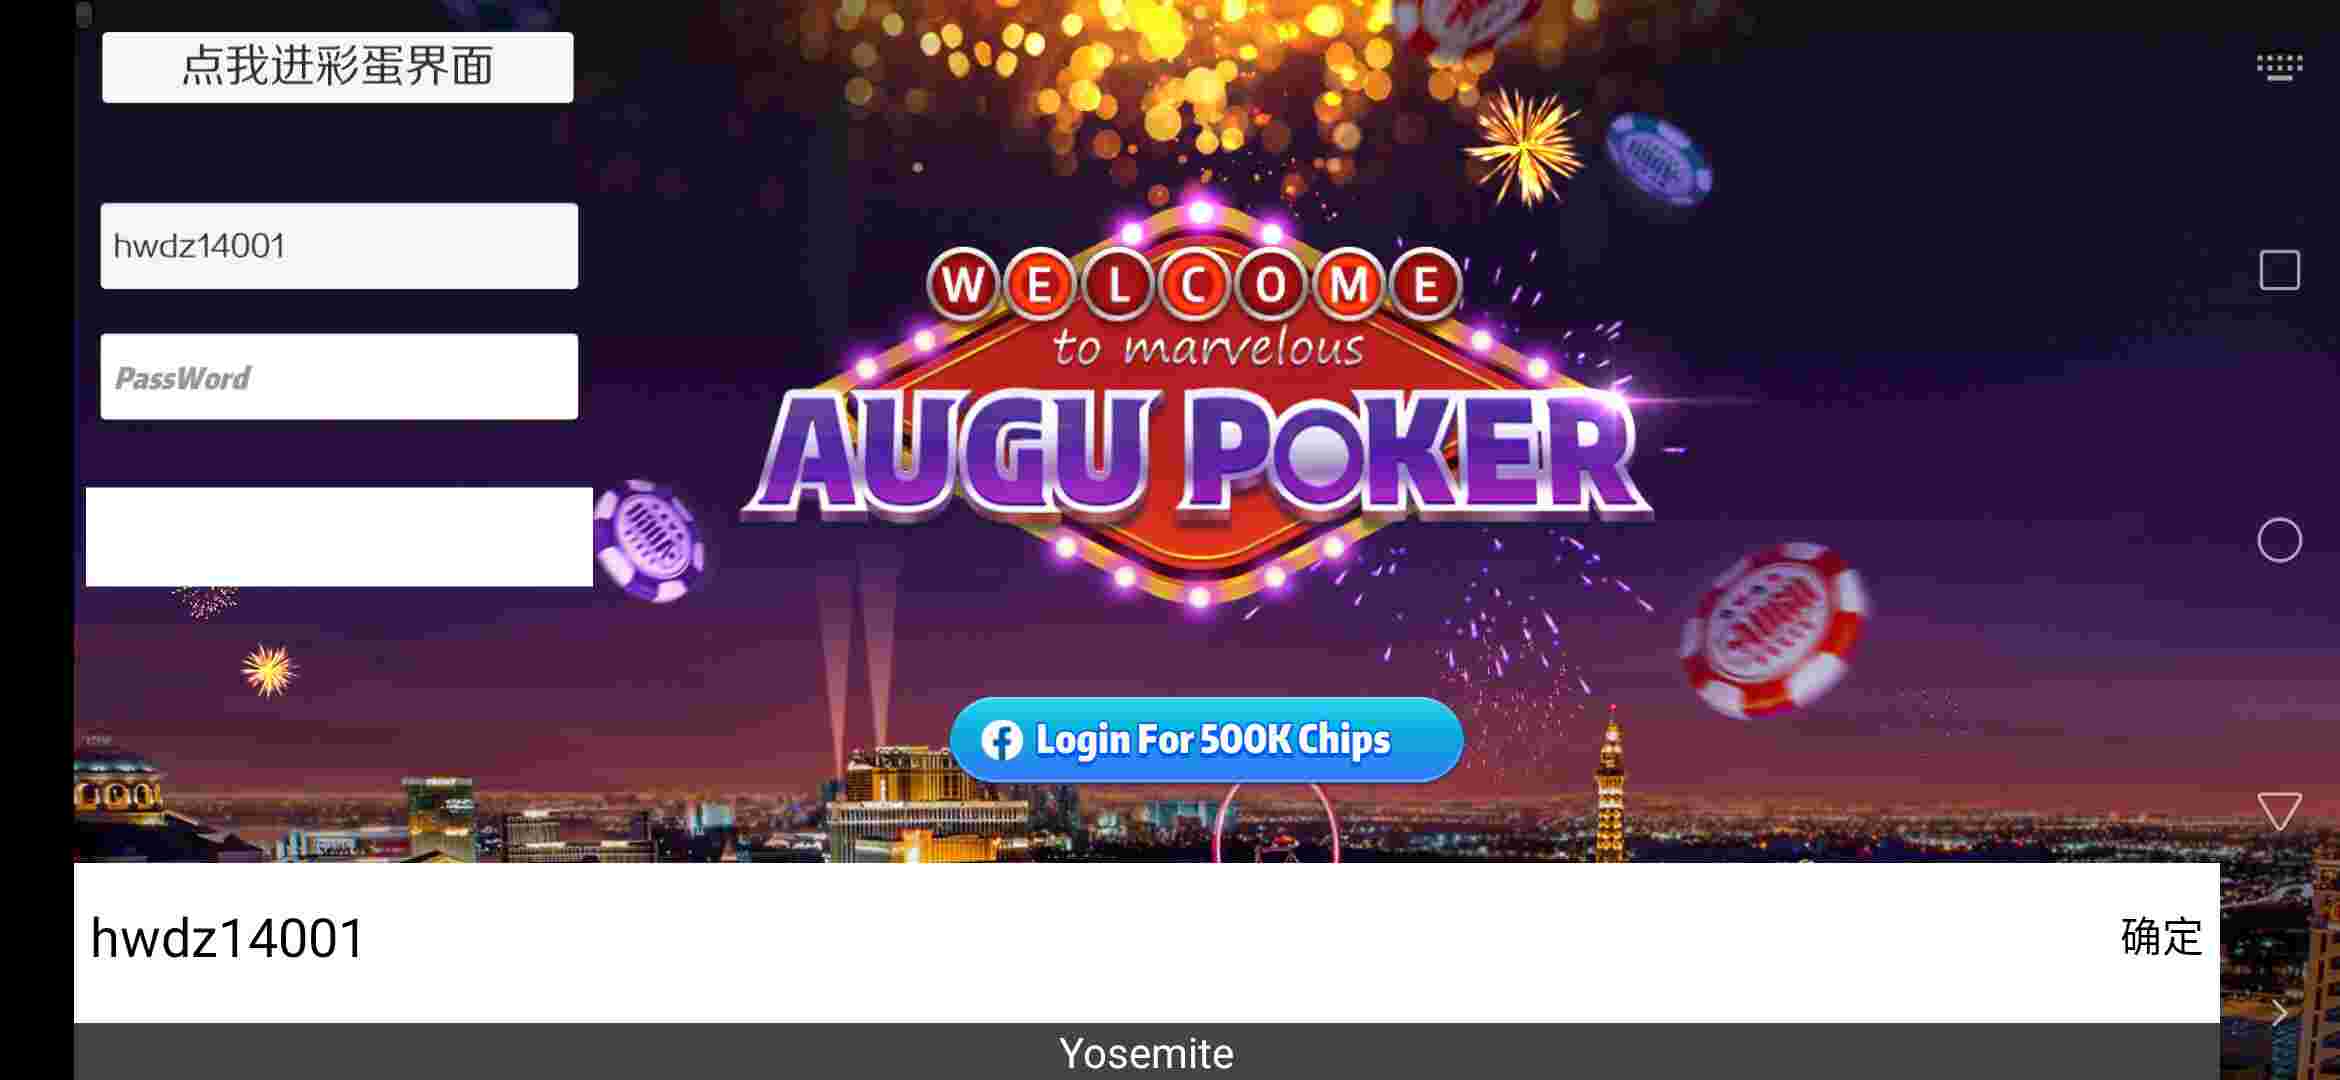 点我进彩蛋界面
hwdz14001
PassWord
WELCOME
to marvelous
AUGU POKER
Login For 500K Chips
hwdz14001
确定
Yosemite